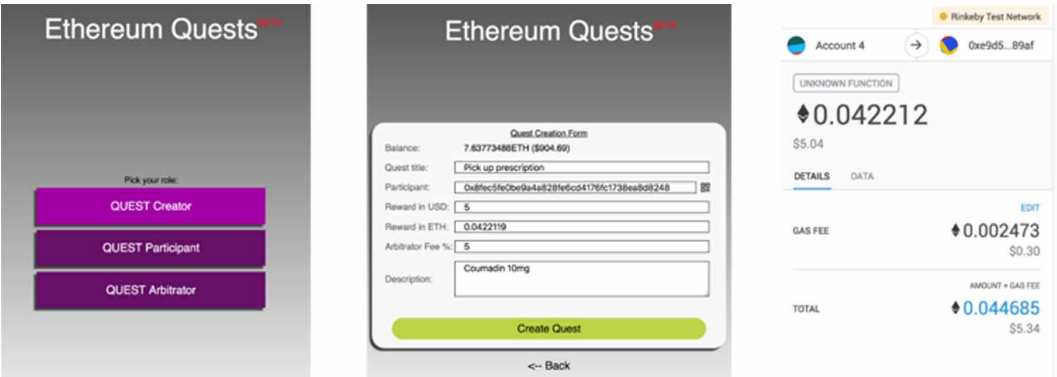 Ethereum Quests BETA
Pick your role:
QUEST Creator
QUEST Participant
QUEST Arbitrator
Ethereum Quests BETA
Quest Creation Form
Balance: 7.63773488ETH ($904.69)
Quest title: Pick up prescription
Participant: 0x8fec5fe0be9a4a828fe6cd4176fc1738ea8d8248
Reward in USD: 5
Reward in ETH: 0.0422119
Arbitrator Fee %: 5
Description: Coumadin 10mg
Create Quest
<-- Back
Rinkeby Test Network
Account 4 0xe9d5...89af
UNKNOWN FUNCTION
0.042212
$5.04
DETAILS DATA
EDIT
GAS FEE 0.002473
$0.30
AMOUNT + GAS FEE
TOTAL 0.044685
$5.34